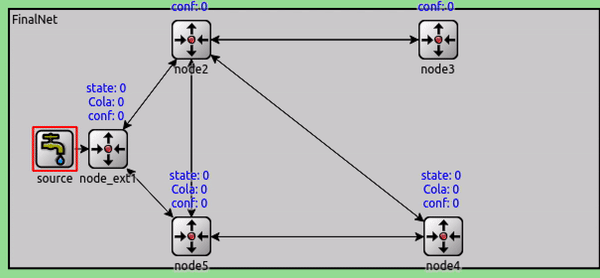 conf: 0
conf: 0
FinalNet
node2
node3
state: 0
Cola: 0
conf: 0
source
node_ext1
state: 0
Cola: 0
conf: 0
state: 0
Cola: 0
conf: 0
node5
node4